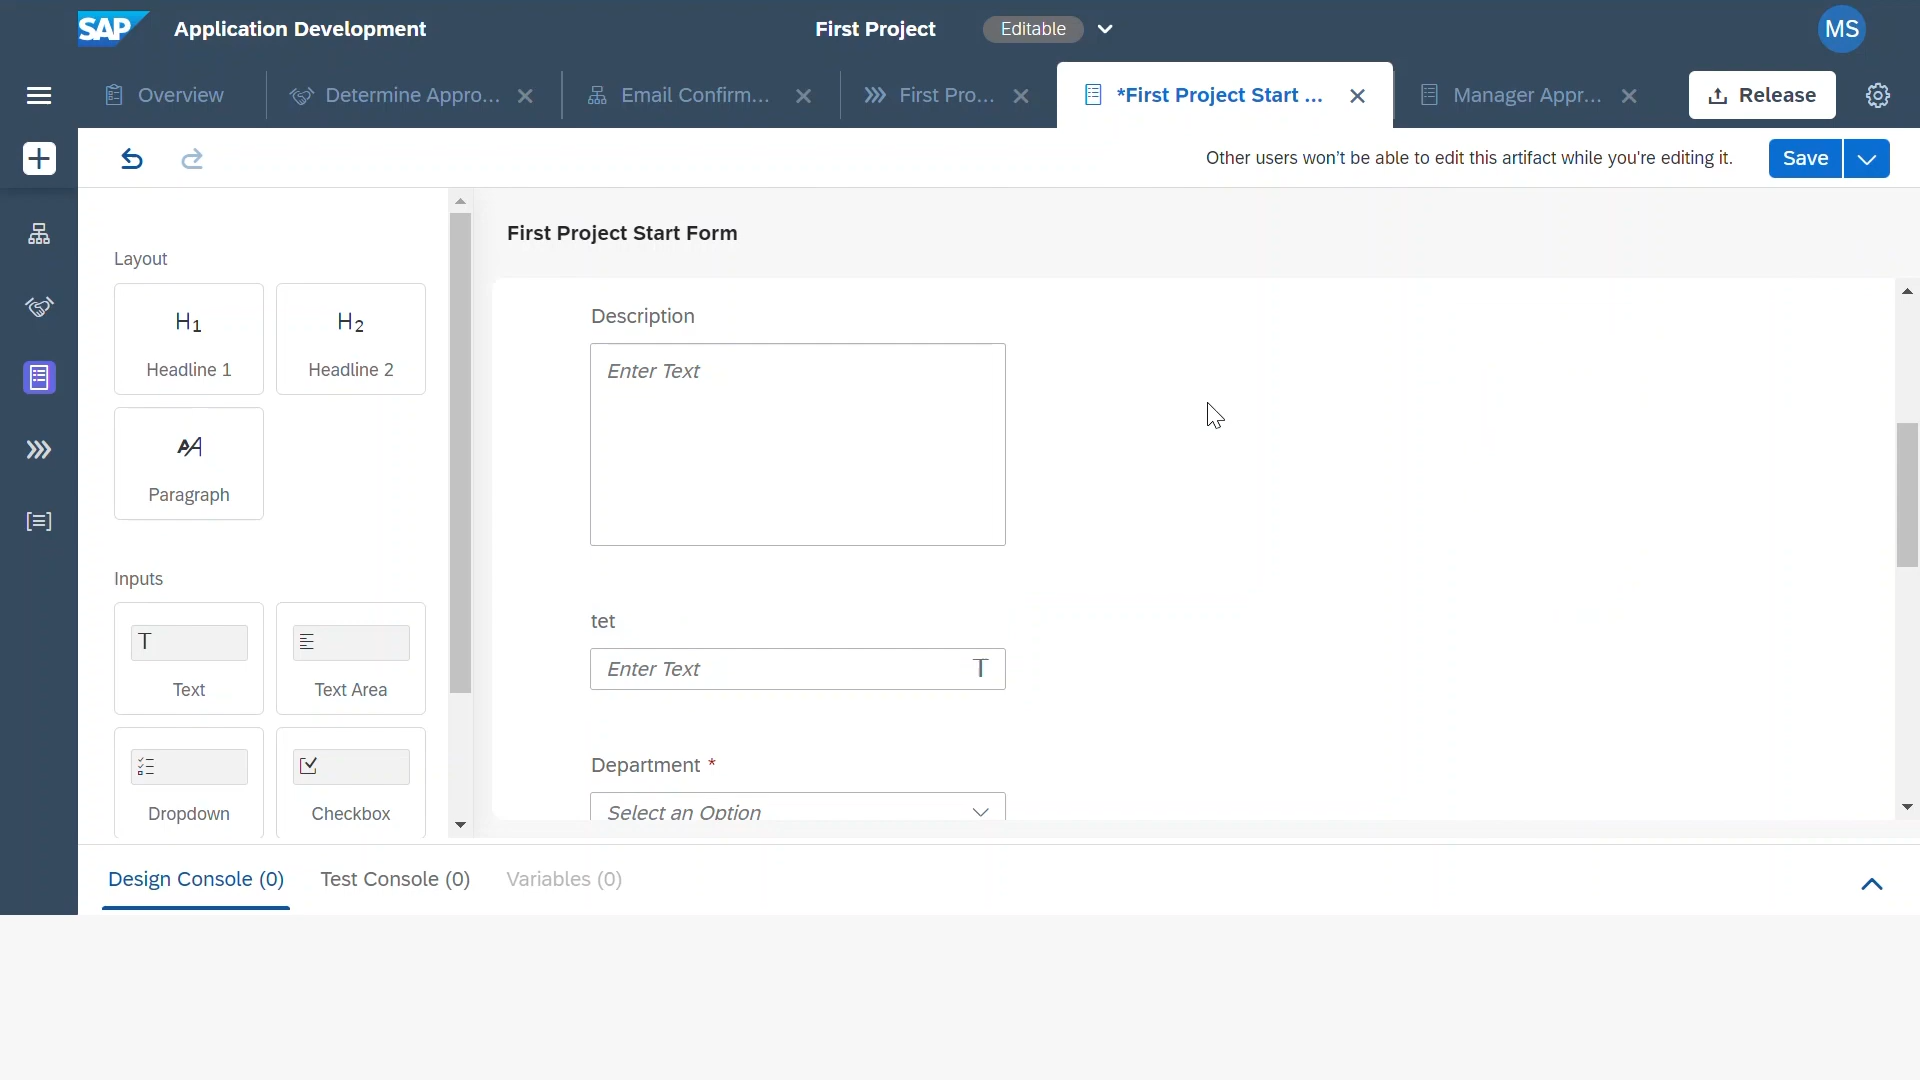 SAP Application Development First Project Editable MS
Overview Determine Appro... Email Confirm... First Pro... *First Project Start ... Manager Appr... Release
Other users won't be able to edit this artifact while you're editing it. Save
First Project Start Form
Layout
H1 H2
Headline 1 Headline 2
AA
Paragraph
Inputs
T
Text Text Area
Dropdown Checkbox
Description
Enter Text
tet
Enter Text T
Department *
Select an Option
Design Console (0) Test Console (0) Variables (0)